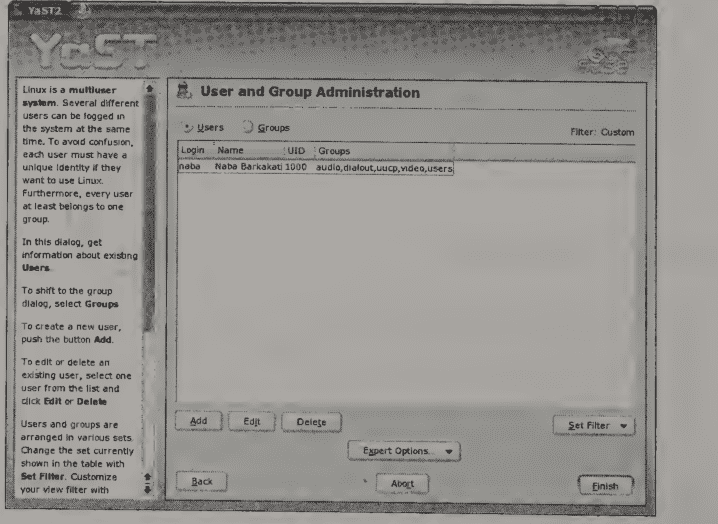 YaST2
YaST
Linux is a multiuser
system. Several different
users can be logged in
the system at the same
time. To avoid confusion,
each user must have a
unique identity if they
want to use Linux.
Furthermore, every user
at least belongs to one
group.
In this dialog, get
information about existing
Users.
To shift to the group
dialog, select Groups
To create a new user,
push the button Add.
To edit or delete an
existing user, select one
user from the list and
click Edit or Delete
Users and groups are
arranged in various sets.
Change the set currently
shown in the table with
Set Filter. Customize
your view filter with
User and Group Administration
Users Groups
Filter: Custom
Login Name UID Groups
naba Naba Barkakati 1000 audio,dialout,uucp,video,users
Add Edit Delete
Set Filter
Expert Options...
Back Abort Finish